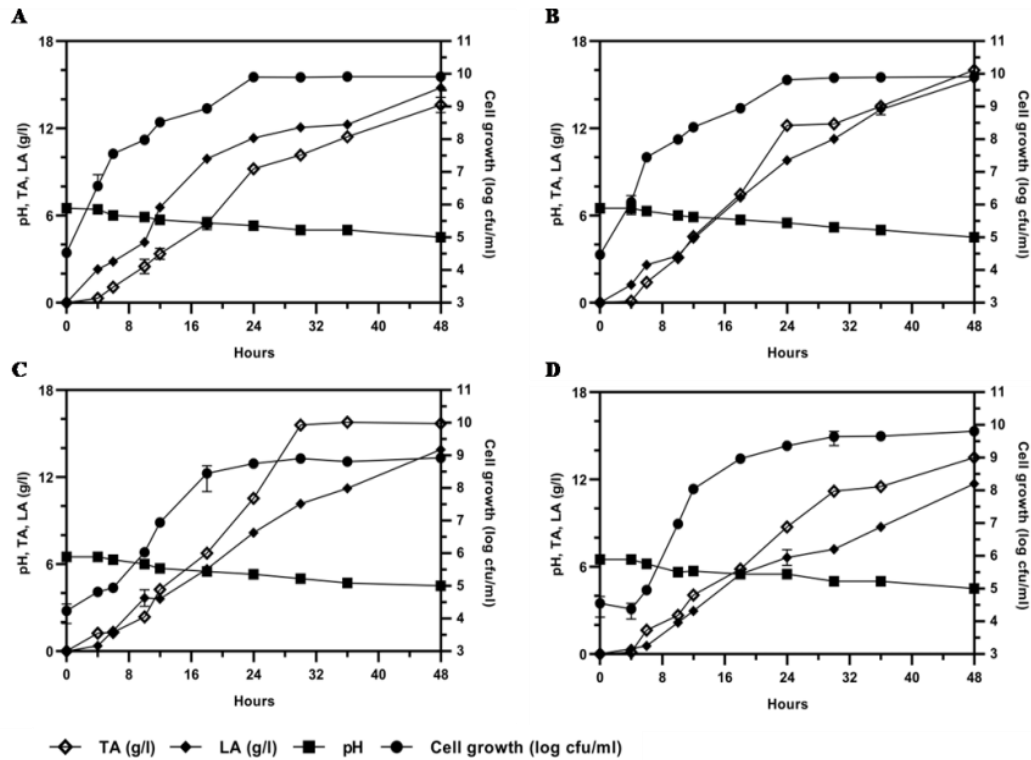 A
B
18
12
6
0
11
10
9
8
7
6
5
4
3
pH, TA, LA (g/l)
Cell growth (log cfu/ml)
0 8 16 24 32 40 48
Hours
18
12
6
0
11
10
9
8
7
6
5
4
3
pH, TA, LA (g/l)
Cell growth (log cfu/ml)
0 8 16 24 32 40 48
Hours
C
D
18
12
6
0
11
10
9
8
7
6
5
4
3
pH, TA, LA (g/l)
Cell growth (log cfu/ml)
0 8 16 24 32 40 48
Hours
18
12
6
0
11
10
9
8
7
6
5
4
3
pH, TA, LA (g/l)
Cell growth (log cfu/ml)
0 8 16 24 32 40 48
Hours
TA (g/l) LA (g/l) pH Cell growth (log cfu/ml)